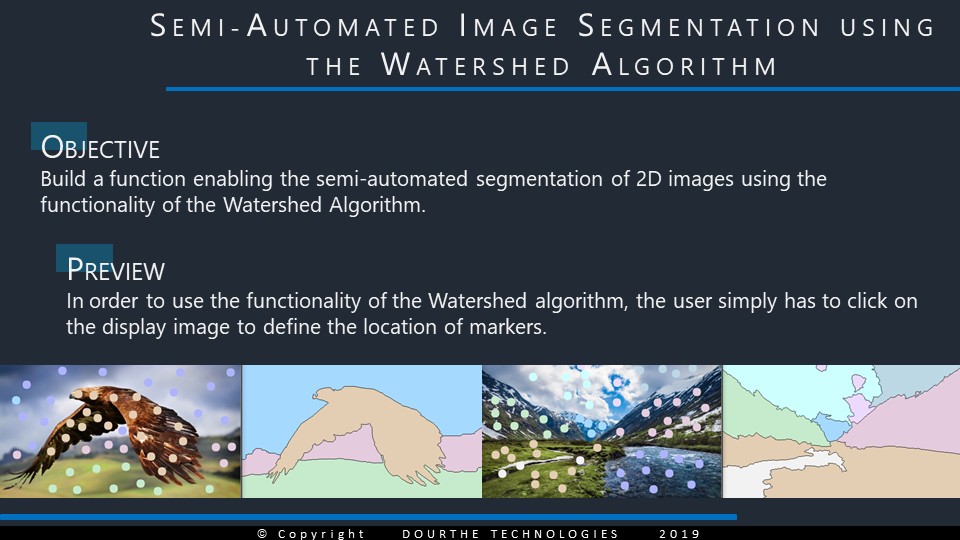 Semi-Automated Image Segmentation using
the Watershed Algorithm
Objective
Build a function enabling the semi-automated segmentation of 2D images using the
functionality of the Watershed Algorithm.
Preview
In order to use the functionality of the Watershed algorithm, the user simply has to click on
the display image to define the location of markers.
© Copyright DOURTHE TECHNOLOGIES 2019